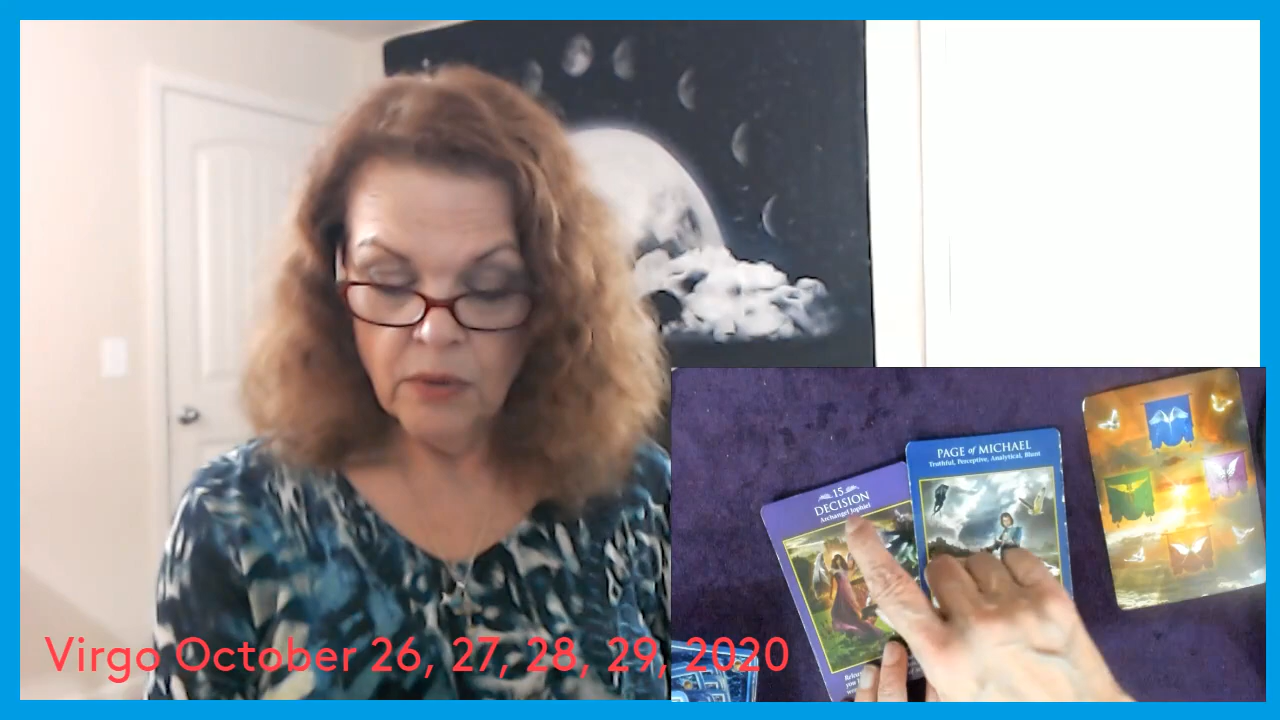 PAGE of MICHAEL
Truthful, Perceptive, Analytical, Blunt
15
DECISION
Archangel Jophiel
Virgo October 26, 27, 28, 29, 2020